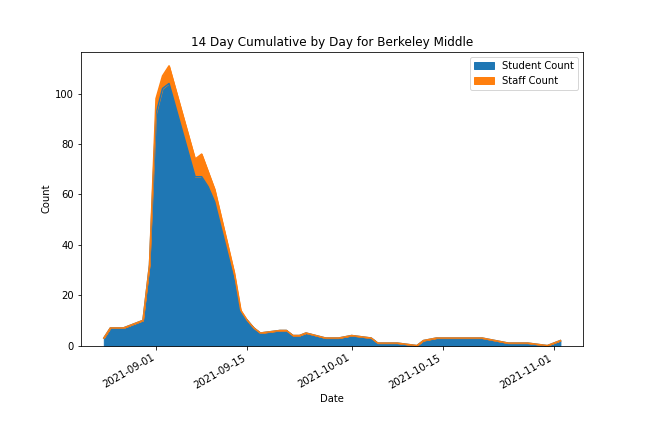 14 Day Cumulative by Day for Berkeley Middle
Student Count
Staff Count
100
80
60
40
20
0
Count
2021-09-01
2021-09-15
2021-10-01
2021-10-15
2021-11-01
Date